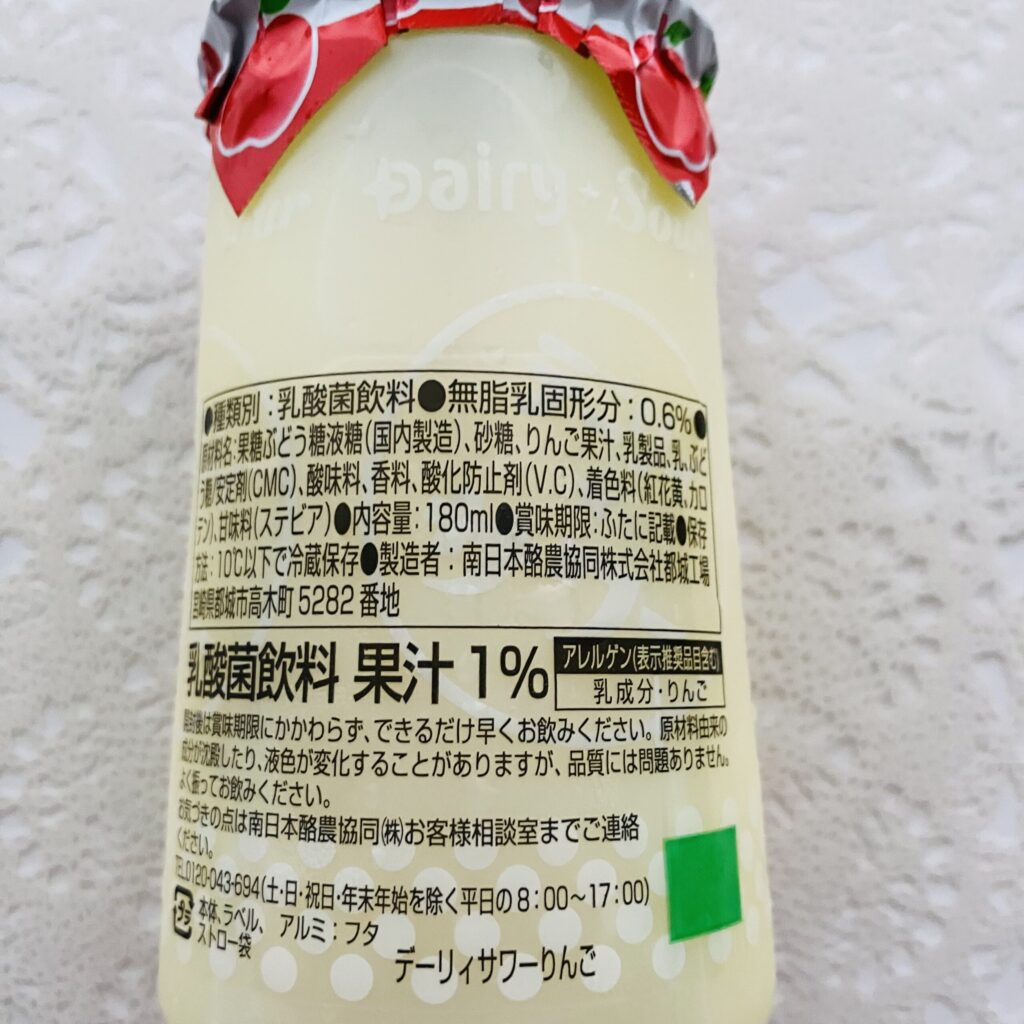 Dairy Sour
●種類別:乳酸菌飲料●無脂乳固形分:0.6%●
原材料名:果糖ぶどう糖液糖(国内製造)、砂糖、りんご果汁、乳製品、乳、ぶど
う糖/安定剤(CMC)、酸味料、香料、酸化防止剤(V.C)、着色料(紅花黄、カロ
テン)、甘味料(ステビア)●内容量:180ml●賞味期限:ふたに記載●保存
方法:10℃以下で冷蔵保存●製造者:南日本酪農協同株式会社都城工場
宮崎県都城市高木町5282番地
乳酸菌飲料 果汁1%
アレルゲン(表示推奨品目含む)
乳成分・りんご
開封後は賞味期限にかかわらず、できるだけ早くお飲みください。原材料由来の
成分が沈殿したり、液色が変化することがありますが、品質には問題ありません。
よく振ってお飲みください。
お気づきの点は南日本酪農協同㈱お客様相談室までご連絡
ください。
TEL0120-043-694(土・日・祝日・年末年始を除く平日の8:00～17:00)
プラ
本体、ラベル、
ストロー袋
アルミ:フタ
デーリィサワーりんご